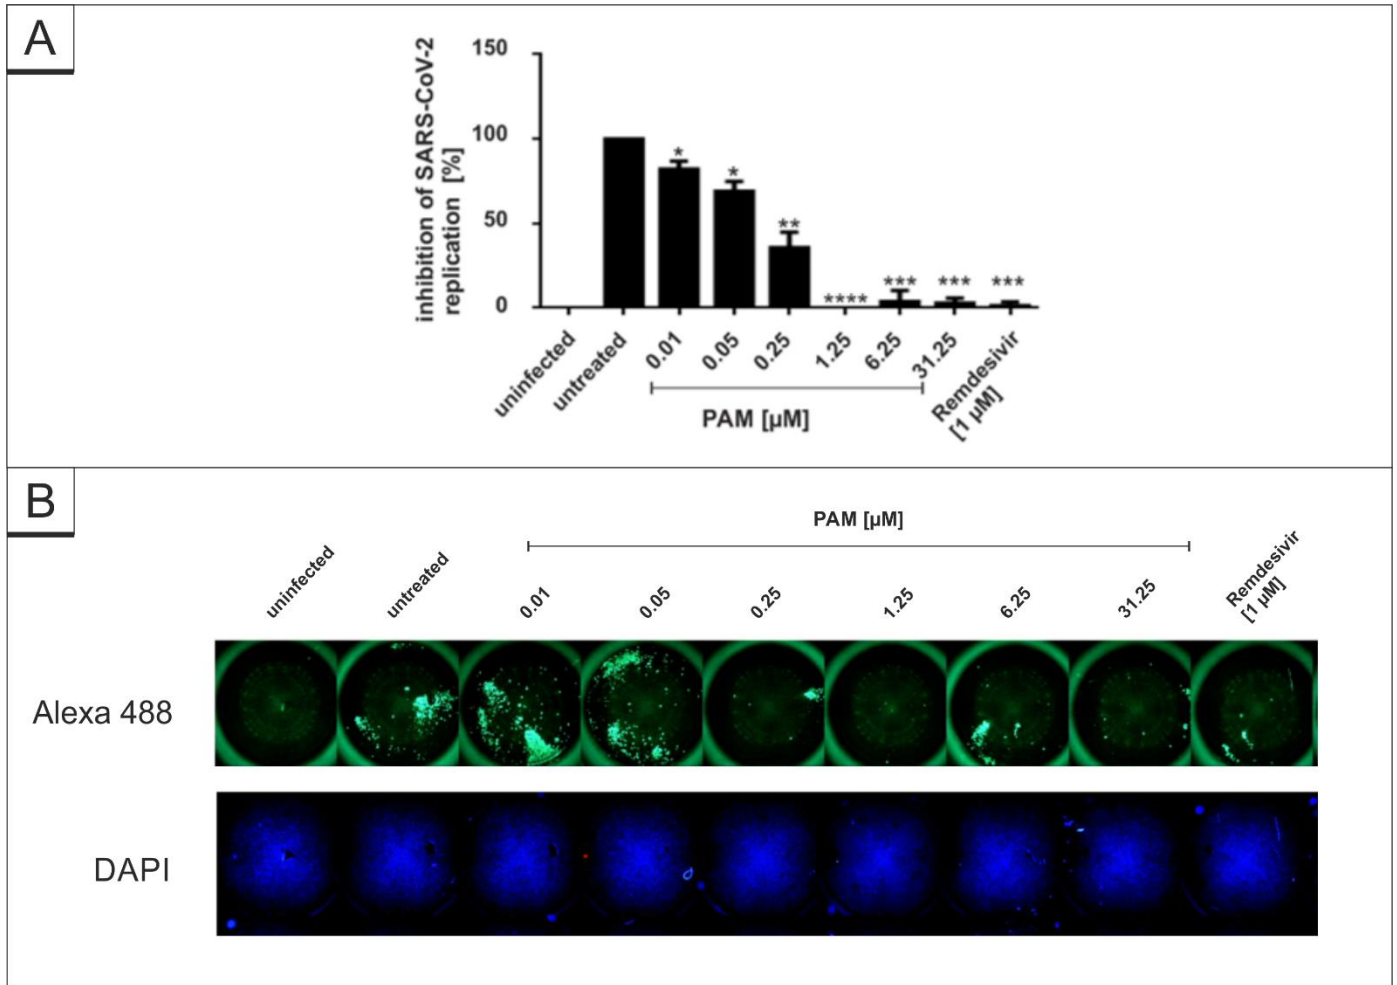 A
inhibition of SARS-CoV-2
replication [%]
150
100
50
0
*
*
**
****
***
***
***
uninfected
untreated
0.01
0.05
0.25
1.25
6.25
31.25
Remdesivir
[1 µM]
PAM [µM]
B
PAM [µM]
uninfected
untreated
0.01
0.05
0.25
1.25
6.25
31.25
Remdesivir
[1 µM]
Alexa 488
DAPI